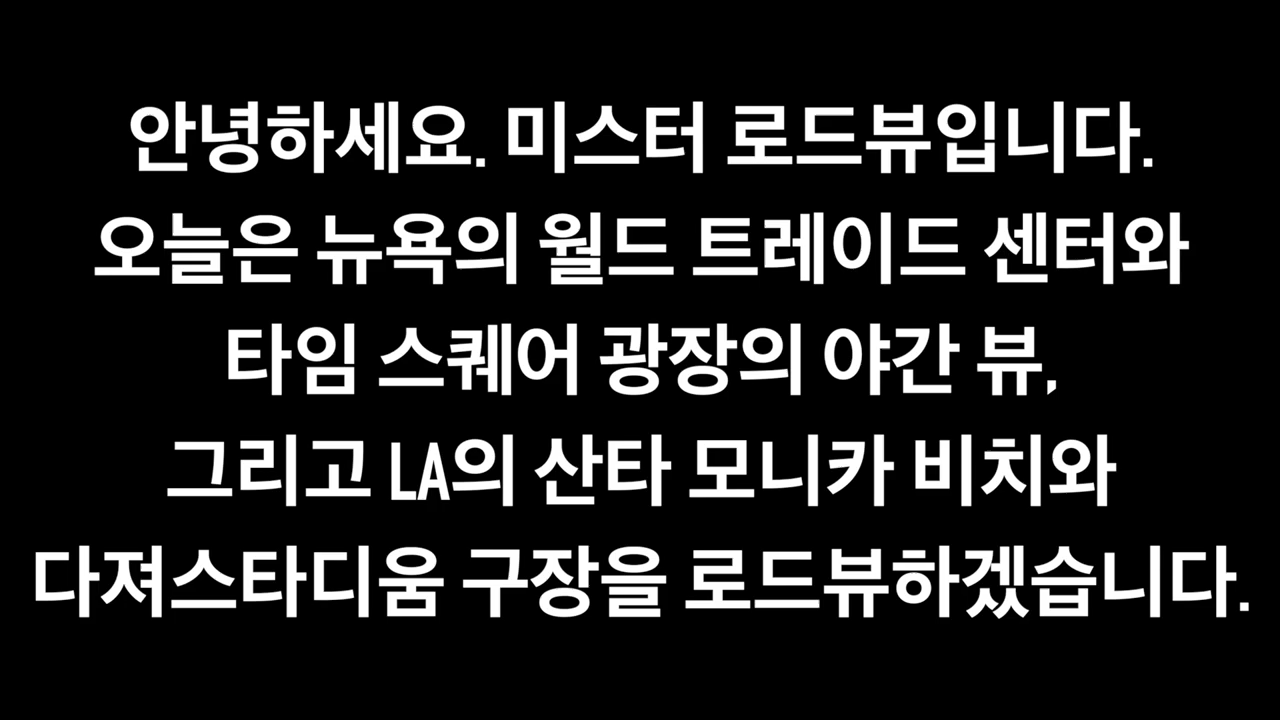 안녕하세요. 미스터 로드뷰입니다.
오늘은 뉴욕의 월드 트레이드 센터와
타임 스퀘어 광장의 야간 뷰,
그리고 LA의 산타 모니카 비치와
다져스타디움 구장을 로드뷰하겠습니다.